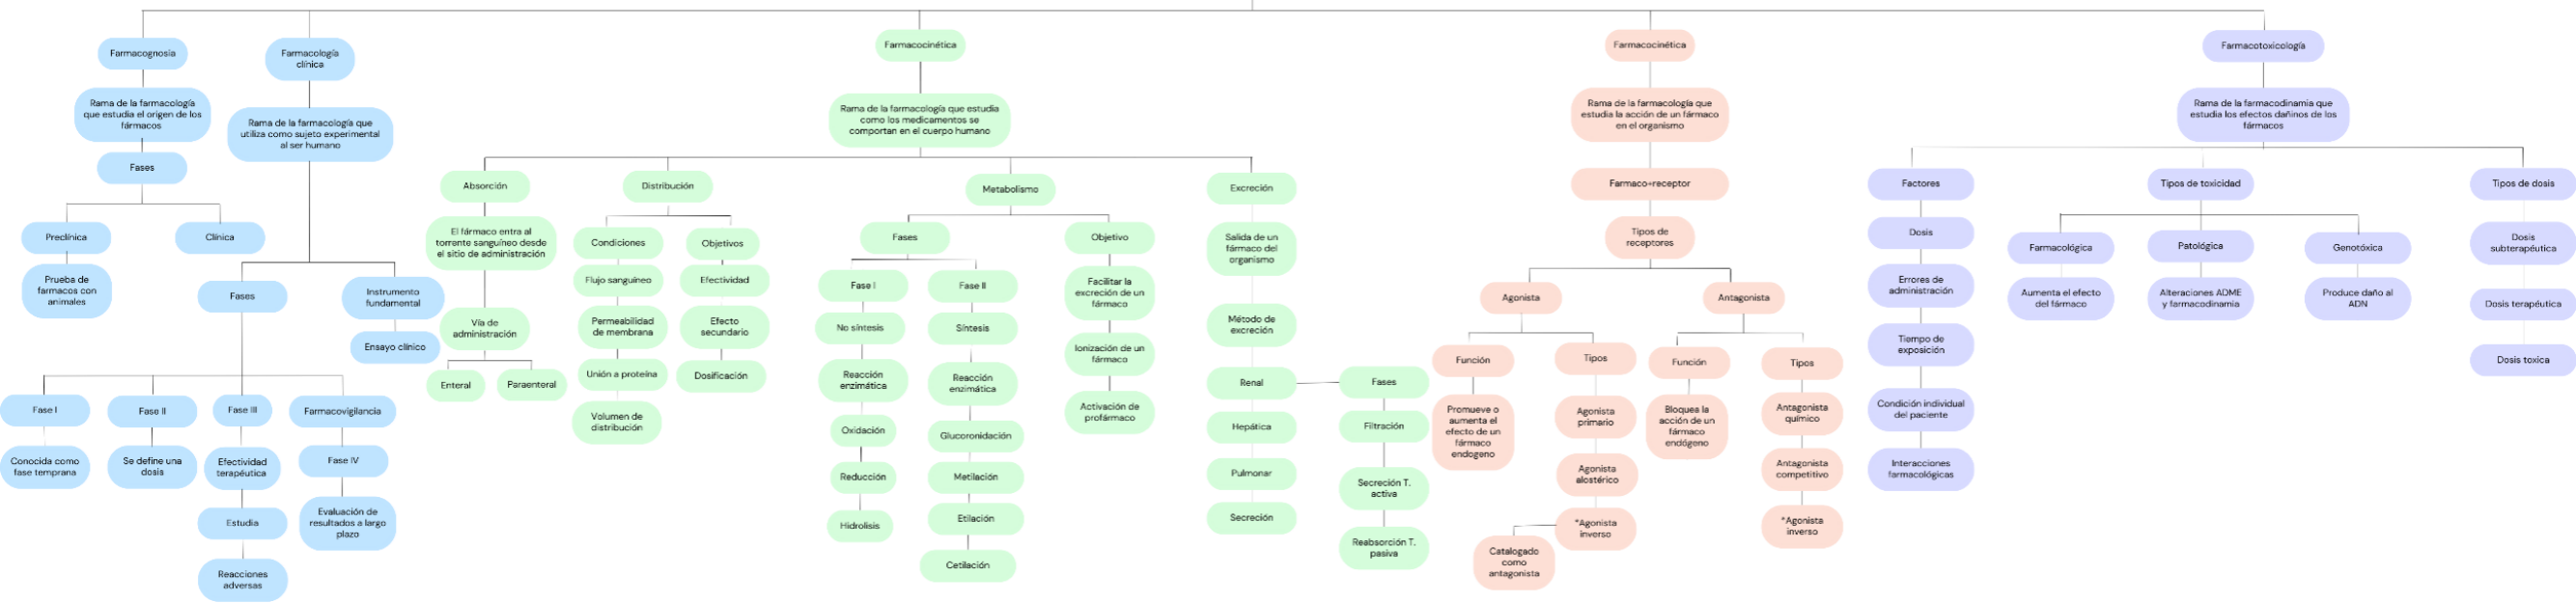 Farmacognosia
Rama de la farmacología
que estudia el origen de los
fármacos
Fases
Preclínica
Prueba de
farmacos con
animales
Clínica
Farmacología
clínica
Rama de la farmacología que
utiliza como sujeto experimental
al ser humano
Fases
Fase I
Conocida como
fase temprana
Fase II
Se define una
dosis
Fase III
Efectividad
terapéutica
Estudia
Reacciones
adversas
Farmacovigilancia
Fase IV
Evaluación de
resultados a largo
plazo
Instrumento
fundamental
Ensayo clínico
Farmacocinética
Rama de la farmacología que estudia
como los medicamentos se
comportan en el cuerpo humano
Absorción
El fármaco entra al
torrente sanguíneo desde
el sitio de administración
Vía de
administración
Enteral
Paraenteral
Distribución
Condiciones
Flujo sanguíneo
Permeabilidad
de membrana
Unión a proteína
Volumen de
distribución
Objetivos
Efectividad
Efecto
secundario
Dosificación
Metabolismo
Fases
Fase I
No síntesis
Reacción
enzimática
Oxidación
Reducción
Hidrolisis
Fase II
Síntesis
Reacción
enzimática
Glucoronidación
Metilación
Etilación
Cetilación
Objetivo
Facilitar la
excreción de un
fármaco
Ionización de un
fármaco
Activación de
profármaco
Excreción
Salida de un
fármaco del
organismo
Método de
excreción
Renal
Hepática
Pulmonar
Secreción
Fases
Filtración
Secreción T.
activa
Reabsorción T.
pasiva
Farmacocinética
Rama de la farmacología que
estudia la acción de un fármaco
en el organismo
Farmaco+receptor
Tipos de
receptores
Agonista
Función
Promueve o
aumenta el
efecto de un
fármaco
endogeno
Tipos
Agonista
primario
Agonista
alostérico
*Agonista
inverso
Catalogado
como
antagonista
Antagonista
Función
Bloquea la
acción de un
fármaco
endógeno
Tipos
Antagonista
químico
Antagonista
competitivo
*Agonista
inverso
Farmacotoxicología
Rama de la farmacodinamia que
estudia los efectos dañinos de los
fármacos
Factores
Dosis
Errores de
administración
Tiempo de
exposición
Condición individual
del paciente
Interacciones
farmacológicas
Tipos de toxicidad
Farmacológica
Aumenta el efecto
del fármaco
Patológica
Alteraciones ADME
y farmacodinamia
Genotóxica
Produce daño al
ADN
Tipos de dosis
Dosis
subterapéutica
Dosis terapéutica
Dosis toxica